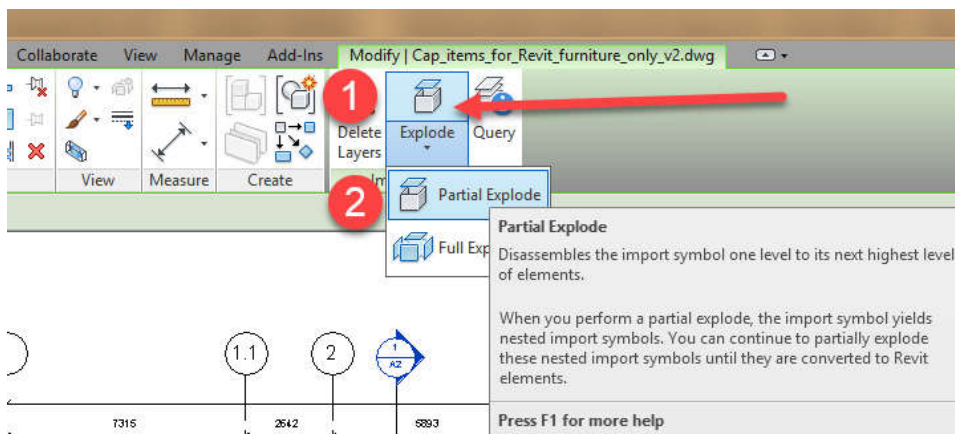 Collaborate View Manage Add-Ins Modify | Cap_items_for_Revit_furniture_only_v2.dwg
1
Delete Layers
Explode
Query
View Measure Create Im
2
Partial Explode
Full Exp
Partial Explode
Disassembles the import symbol one level to its next highest level
of elements.
When you perform a partial explode, the import symbol yields
nested import symbols. You can continue to partially explode
these nested import symbols until they are converted to Revit
elements.
Press F1 for more help
1.1
2
1
A2
7315
2642
5893